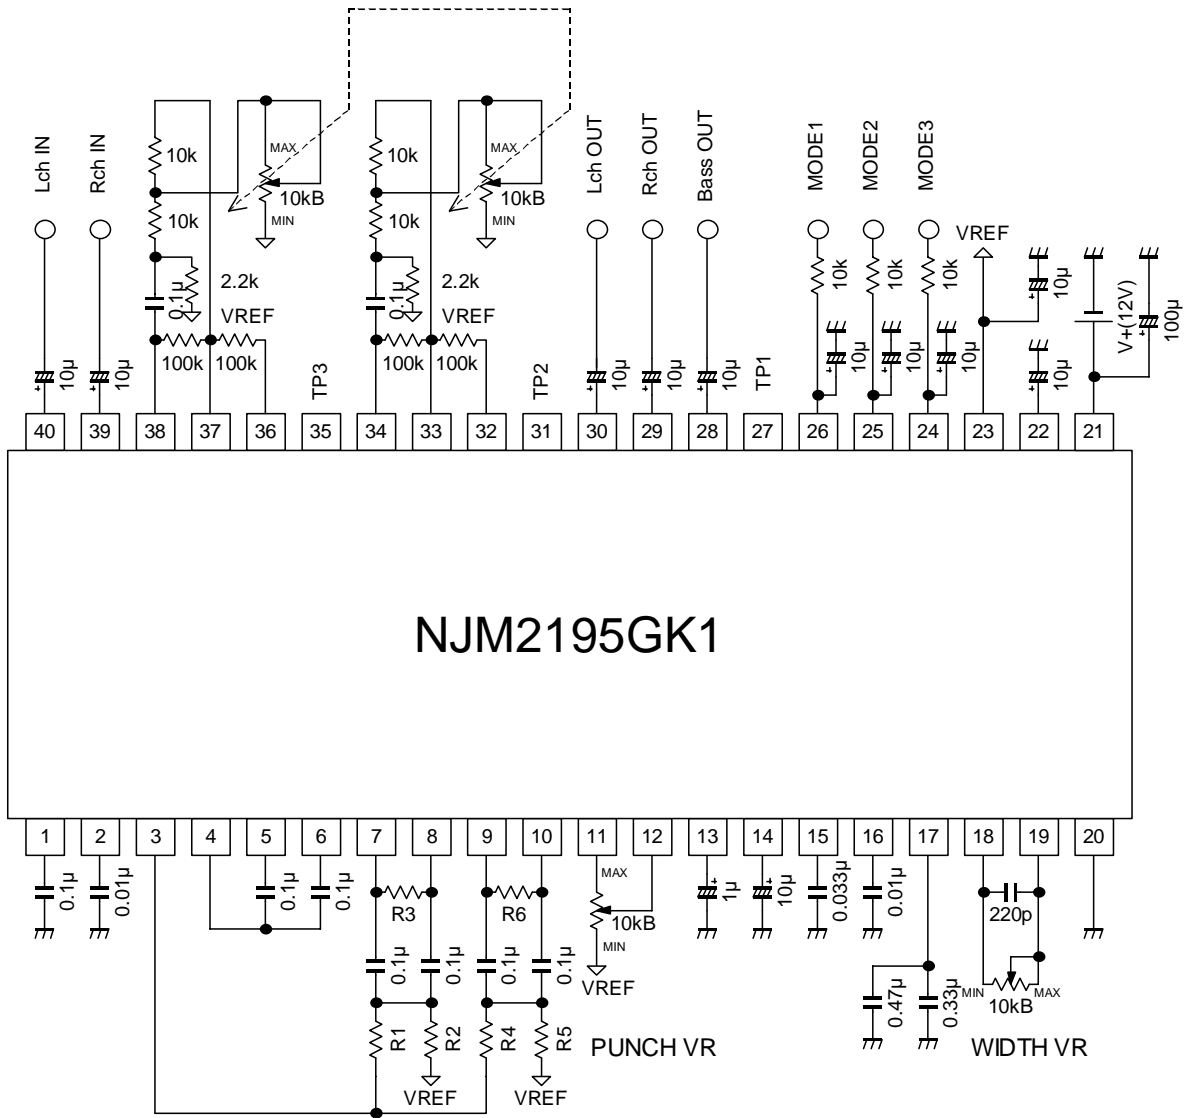 Lch IN
Rch IN
10k
10k
0.1µ
2.2k
VREF
100k
100k
MAX
10kB
MIN
10k
10k
0.1µ
2.2k
VREF
100k
100k
MAX
10kB
MIN
Lch OUT
Rch OUT
Bass OUT
MODE1
MODE2
MODE3
VREF
10k
10k
10k
10µ
10µ
TP3
TP2
10µ
10µ
10µ
TP1
10µ
10µ
10µ
10µ
10µ
V+(12V)
100µ
40 39 38 37 36 35 34 33 32 31 30 29 28 27 26 25 24 23 22 21
NJM2195GK1
1 2 3 4 5 6 7 8 9 10 11 12 13 14 15 16 17 18 19 20
0.1µ
0.01µ
0.1µ
0.1µ
R3
R6
0.1µ
0.1µ
0.1µ
0.1µ
R1
R2
R4
R5
VREF
VREF
MAX
10kB
MIN
VREF
PUNCH VR
1µ
10µ
0.033µ
0.01µ
0.47µ
0.33µ
220p
MIN
10kB
MAX
WIDTH VR